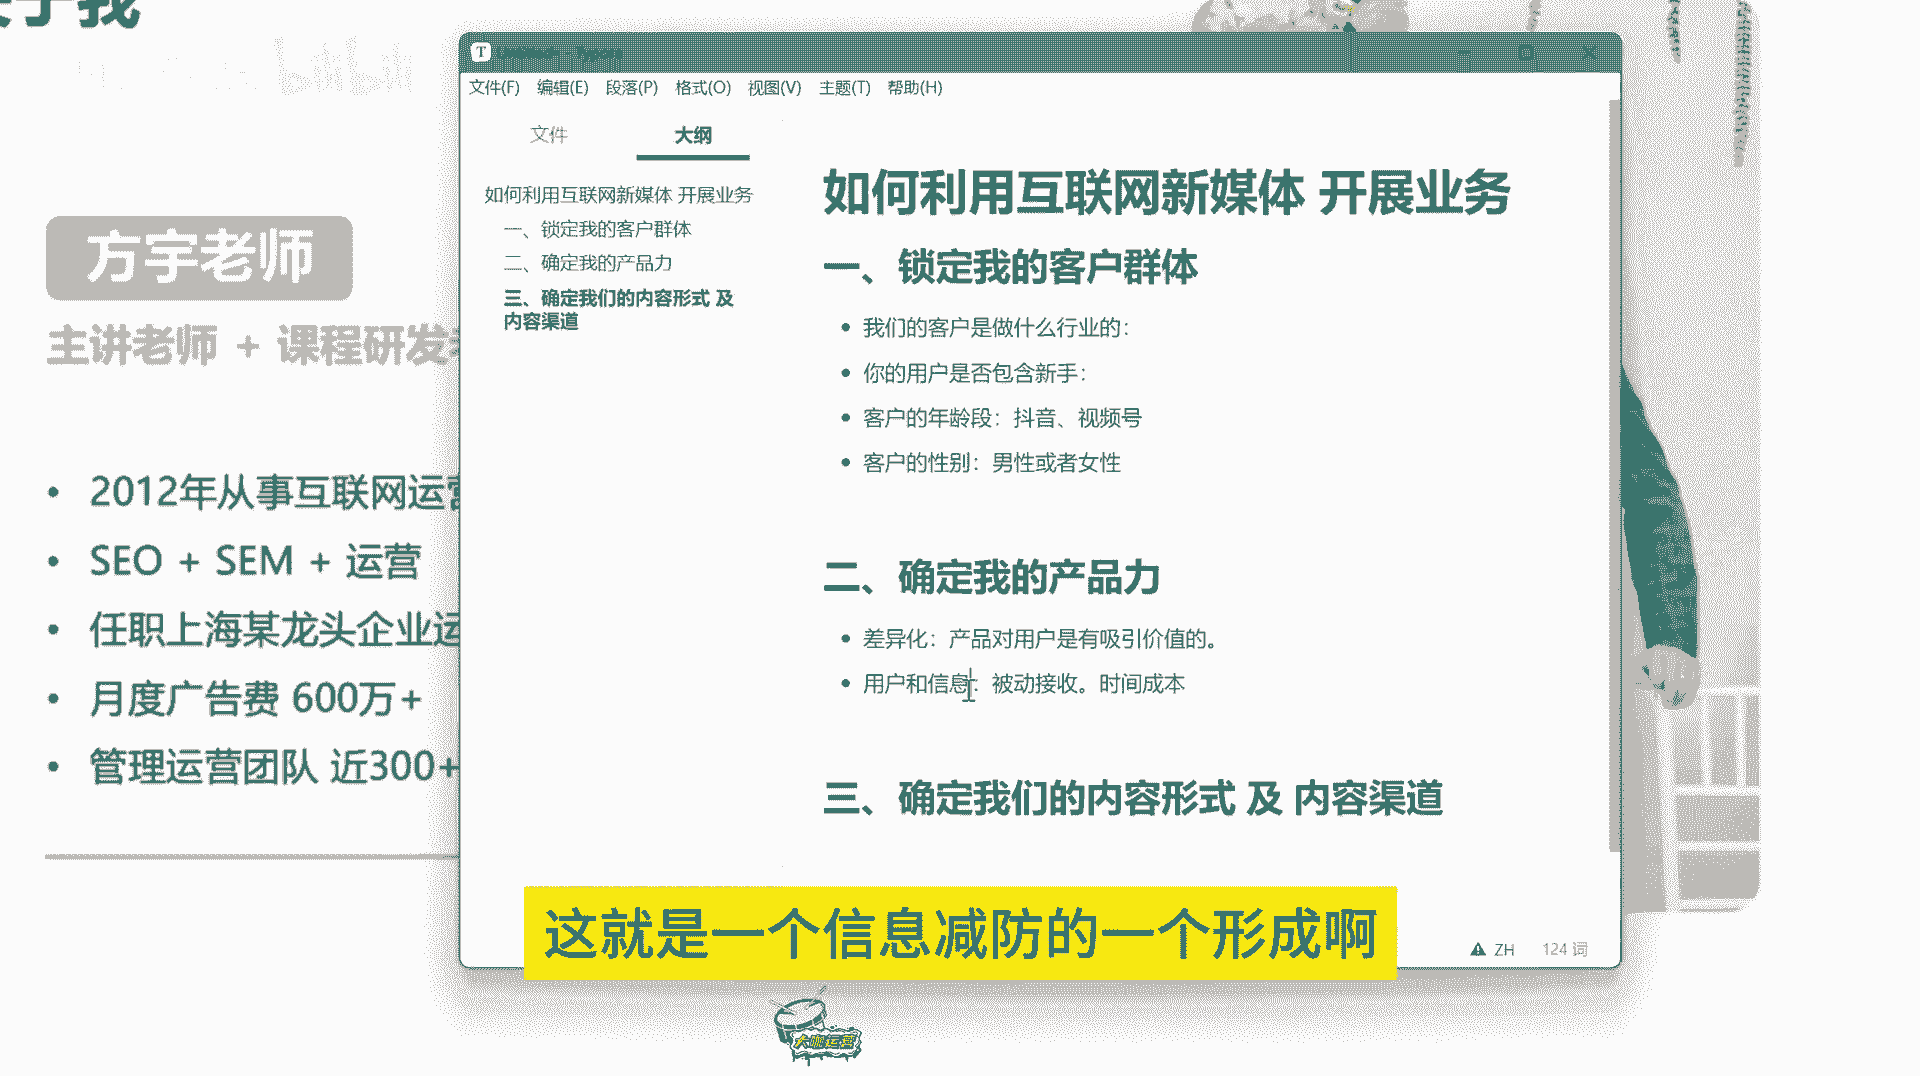 于我
bilibili
方宇老师
主讲老师 + 课程研发
• 2012年从事互联网运营
• SEO + SEM + 运营
• 任职上海某龙头企业运
• 月度广告费 600万+
• 管理运营团队 近300+
T
文件(F) 编辑(E) 段落(P) 格式(O) 视图(V) 主题(T) 帮助(H)
文件 大纲
如何利用互联网新媒体 开展业务
一、锁定我的客户群体
二、确定我的产品力
三、确定我们的内容形式 及
内容渠道
如何利用互联网新媒体 开展业务
一、锁定我的客户群体
• 我们的客户是做什么行业的：
• 你的用户是否包含新手：
• 客户的年龄段：抖音、视频号
• 客户的性别：男性或者女性
二、确定我的产品力
• 差异化：产品对用户是有吸引价值的。
• 用户和信息：被动接收。时间成本
三、确定我们的内容形式 及 内容渠道
这就是一个信息减防的一个形成啊
ZH 124 词
大咖运营